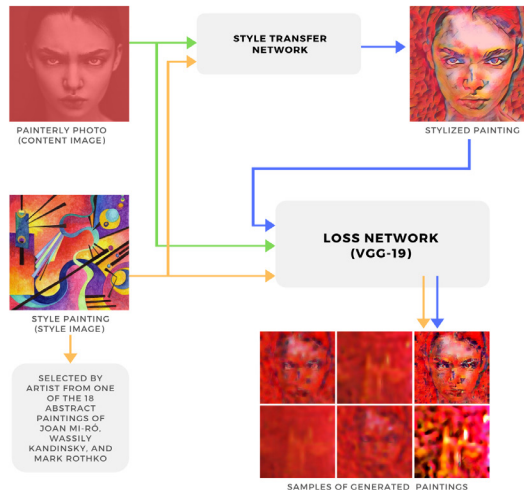 STYLE TRANSFER
NETWORK
PAINTERLY PHOTO
(CONTENT IMAGE)
STYLIZED PAINTING
LOSS NETWORK
(VGG-19)
STYLE PAINTING
(STYLE IMAGE)
SELECTED BY
ARTIST FROM ONE
OF THE 18
ABSTRACT
PAINTINGS OF
JOAN MI-RÓ,
WASSILY
KANDINSKY, AND
MARK ROTHKO
SAMPLES OF GENERATED PAINTINGS